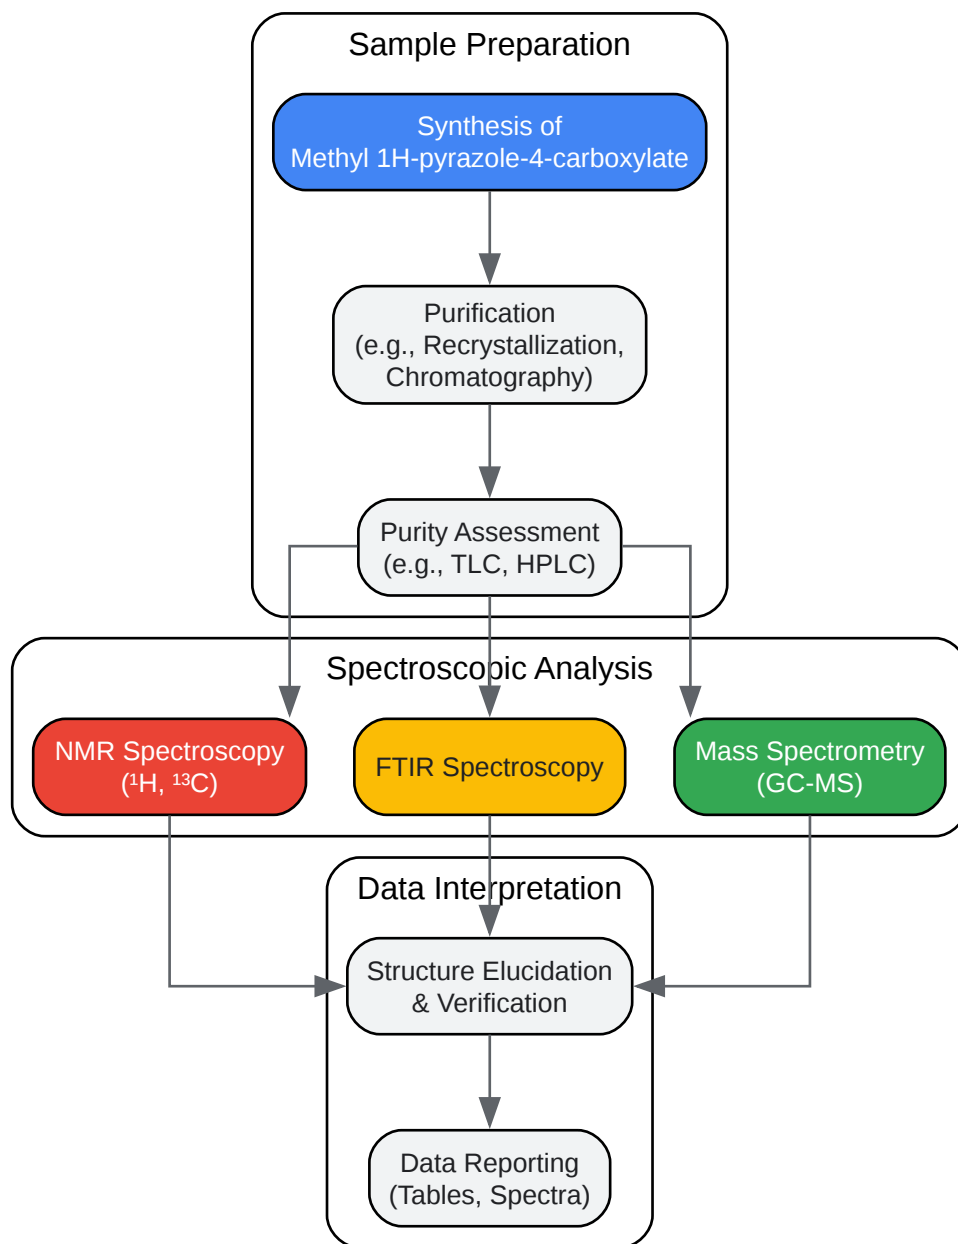 Sample Preparation
Synthesis of
Methyl 1H-pyrazole-4-carboxylate
Purification
(e.g., Recrystallization,
Chromatography)
Purity Assessment
(e.g., TLC, HPLC)
Spectroscopic Analysis
NMR Spectroscopy
(¹H, ¹³C)
FTIR Spectroscopy
Mass Spectrometry
(GC-MS)
Data Interpretation
Structure Elucidation
& Verification
Data Reporting
(Tables, Spectra)